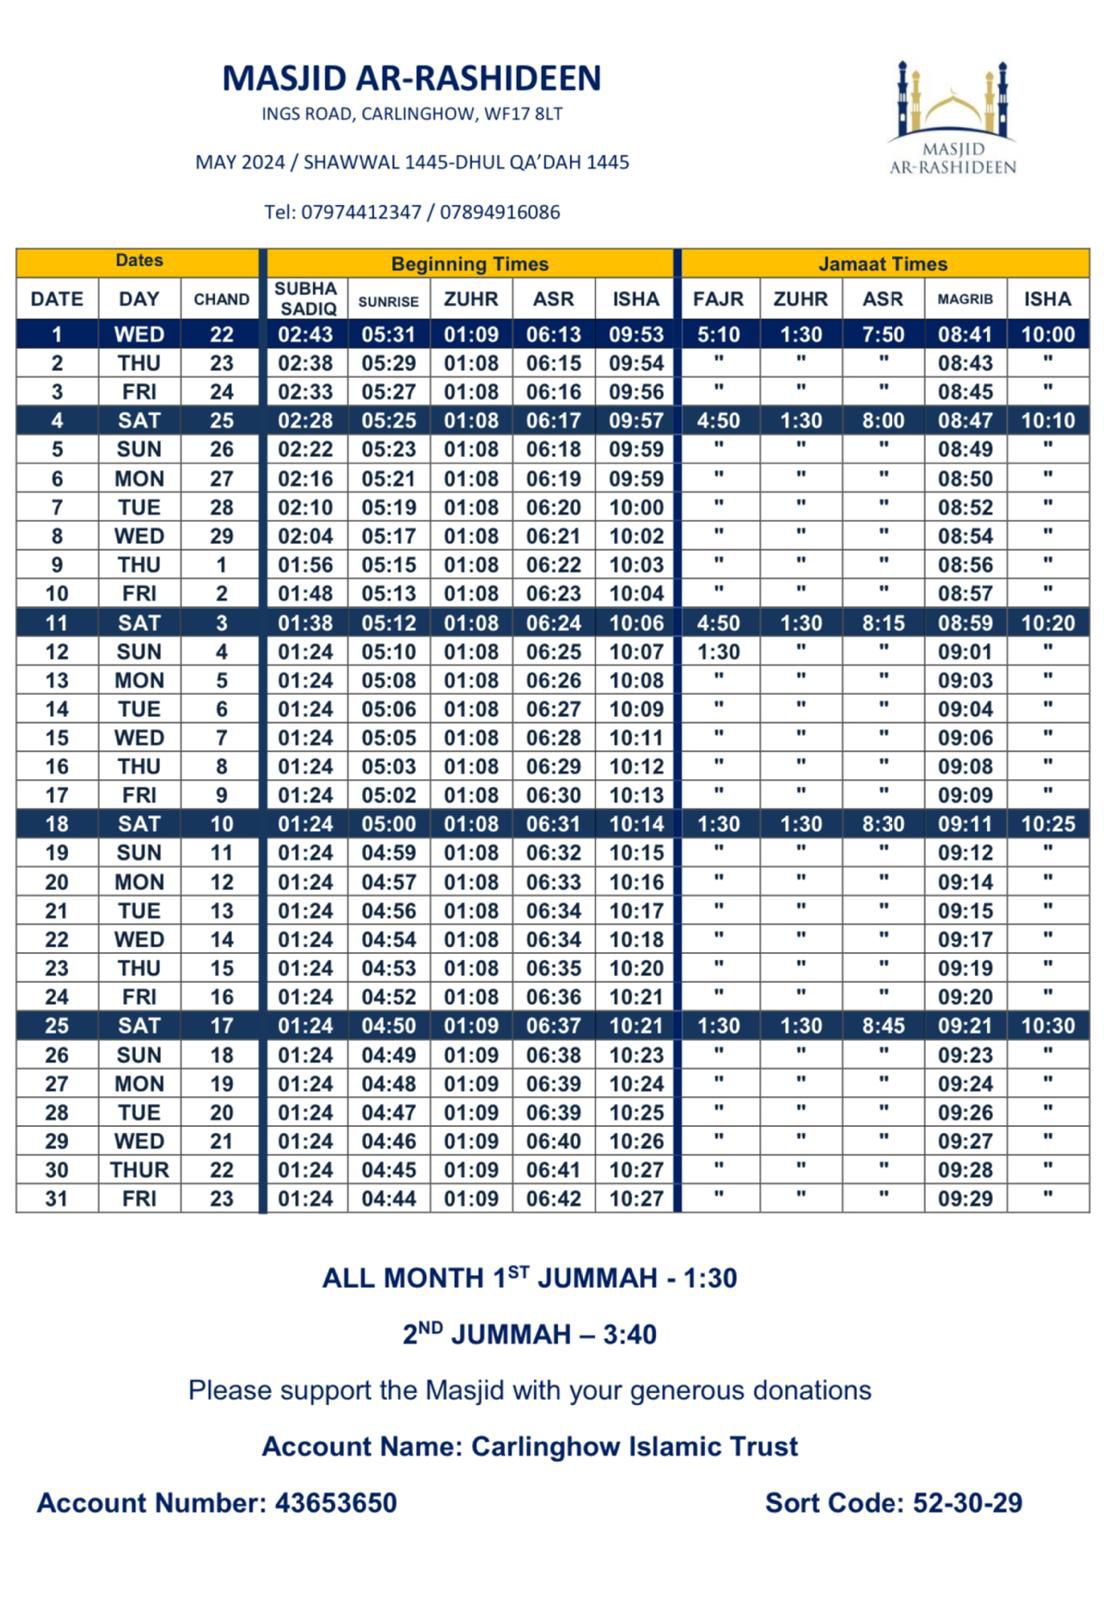 MASJID AR-RASHIDEEN
INGS ROAD, CARLINGHOW, WF17 8LT
MAY 2024 / SHAWWAL 1445-DHUL QA’DAH 1445
Tel: 07974412347 / 07894916086
MASJID
AR-RASHIDEEN
Dates Beginning Times Jamaat Times
DATE DAY CHAND SUBHA SADIQ SUNRISE ZUHR ASR ISHA FAJR ZUHR ASR MAGRIB ISHA
1 WED 22 02:43 05:31 01:09 06:13 09:53 5:10 1:30 7:50 08:41 10:00
2 THU 23 02:38 05:29 01:08 06:15 09:54 " " " 08:43 "
3 FRI 24 02:33 05:27 01:08 06:16 09:56 " " " 08:45 "
4 SAT 25 02:28 05:25 01:08 06:17 09:57 4:50 1:30 8:00 08:47 10:10
5 SUN 26 02:22 05:23 01:08 06:18 09:59 " " " 08:49 "
6 MON 27 02:16 05:21 01:08 06:19 09:59 " " " 08:50 "
7 TUE 28 02:10 05:19 01:08 06:20 10:00 " " " 08:52 "
8 WED 29 02:04 05:17 01:08 06:21 10:02 " " " 08:54 "
9 THU 1 01:56 05:15 01:08 06:22 10:03 " " " 08:56 "
10 FRI 2 01:48 05:13 01:08 06:23 10:04 " " " 08:57 "
11 SAT 3 01:38 05:12 01:08 06:24 10:06 4:50 1:30 8:15 08:59 10:20
12 SUN 4 01:24 05:10 01:08 06:25 10:07 1:30 " " 09:01 "
13 MON 5 01:24 05:08 01:08 06:26 10:08 " " " 09:03 "
14 TUE 6 01:24 05:06 01:08 06:27 10:09 " " " 09:04 "
15 WED 7 01:24 05:05 01:08 06:28 10:11 " " " 09:06 "
16 THU 8 01:24 05:03 01:08 06:29 10:12 " " " 09:08 "
17 FRI 9 01:24 05:02 01:08 06:30 10:13 " " " 09:09 "
18 SAT 10 01:24 05:00 01:08 06:31 10:14 1:30 1:30 8:30 09:11 10:25
19 SUN 11 01:24 04:59 01:08 06:32 10:15 " " " 09:12 "
20 MON 12 01:24 04:57 01:08 06:33 10:16 " " " 09:14 "
21 TUE 13 01:24 04:56 01:08 06:34 10:17 " " " 09:15 "
22 WED 14 01:24 04:54 01:08 06:34 10:18 " " " 09:17 "
23 THU 15 01:24 04:53 01:08 06:35 10:20 " " " 09:19 "
24 FRI 16 01:24 04:52 01:08 06:36 10:21 " " " 09:20 "
25 SAT 17 01:24 04:50 01:09 06:37 10:21 1:30 1:30 8:45 09:21 10:30
26 SUN 18 01:24 04:49 01:09 06:38 10:23 " " " 09:23 "
27 MON 19 01:24 04:48 01:09 06:39 10:24 " " " 09:24 "
28 TUE 20 01:24 04:47 01:09 06:39 10:25 " " " 09:26 "
29 WED 21 01:24 04:46 01:09 06:40 10:26 " " " 09:27 "
30 THUR 22 01:24 04:45 01:09 06:41 10:27 " " " 09:28 "
31 FRI 23 01:24 04:44 01:09 06:42 10:27 " " " 09:29 "
ALL MONTH 1ST JUMMAH - 1:30
2ND JUMMAH – 3:40
Please support the Masjid with your generous donations
Account Name: Carlinghow Islamic Trust
Account Number: 43653650 Sort Code: 52-30-29